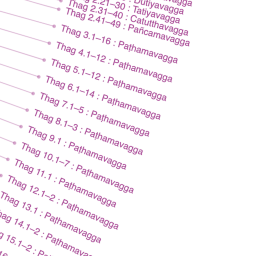 Dutiyavagga
2.21–30 : Tatiyavagga
Thag 2.31–40 : Catutthavagga
Thag 2.41–49 : Pañcamavagga
Thag 3.1–16 : Paṭhamavagga
Thag 4.1–12 : Paṭhamavagga
Thag 5.1–12 : Paṭhamavagga
Thag 6.1–14 : Paṭhamavagga
Thag 7.1–5 : Paṭhamavagga
Thag 8.1–3 : Paṭhamavagga
Thag 9.1 : Paṭhamavagga
Thag 10.1–7 : Paṭhamavagga
Thag 11.1 : Paṭhamavagga
Thag 12.1–2 : Paṭhamavagga
Thag 13.1 : Paṭhamavagga
14.1–2 : Paṭhamavagga
15.1–2 :